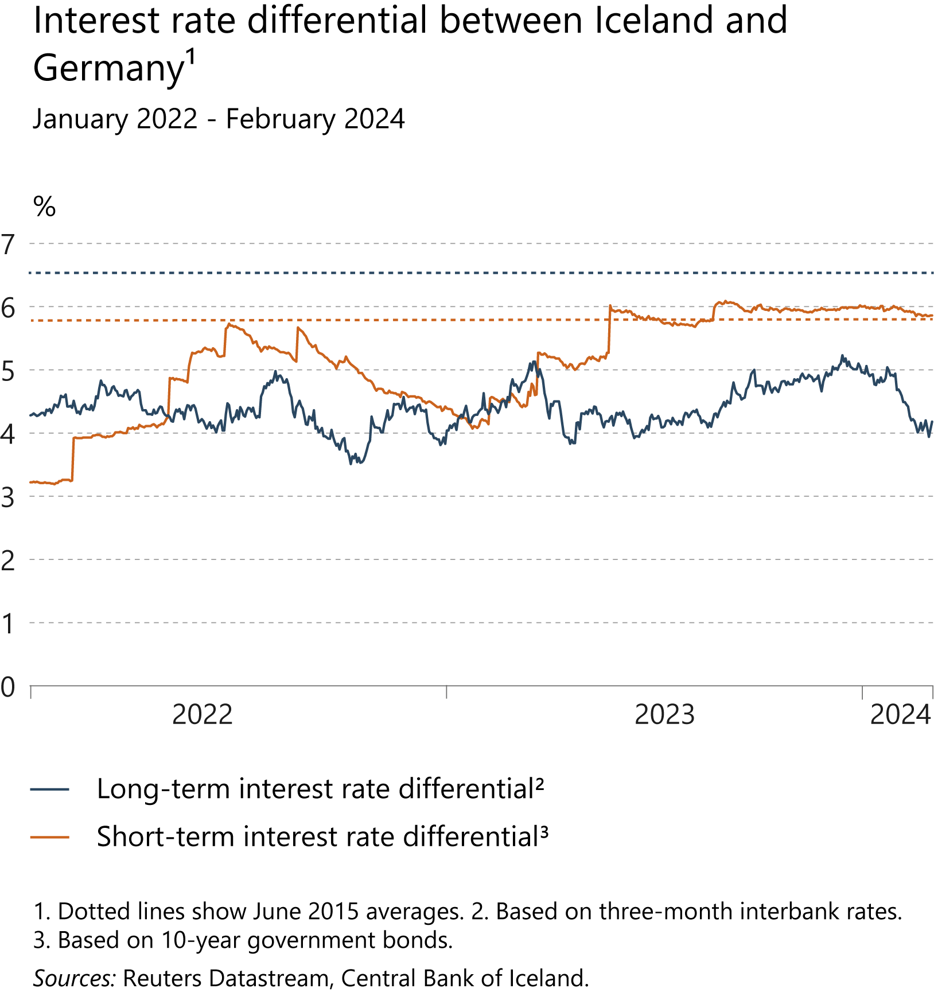 Interest rate differential between Iceland and
Germany¹
January 2022 - February 2024
%
7
6
5
4
3
2
1
0
2022 2023 2024
Long-term interest rate differential²
Short-term interest rate differential³
1. Dotted lines show June 2015 averages. 2. Based on three-month interbank rates.
3. Based on 10-year government bonds.
Sources: Reuters Datastream, Central Bank of Iceland.